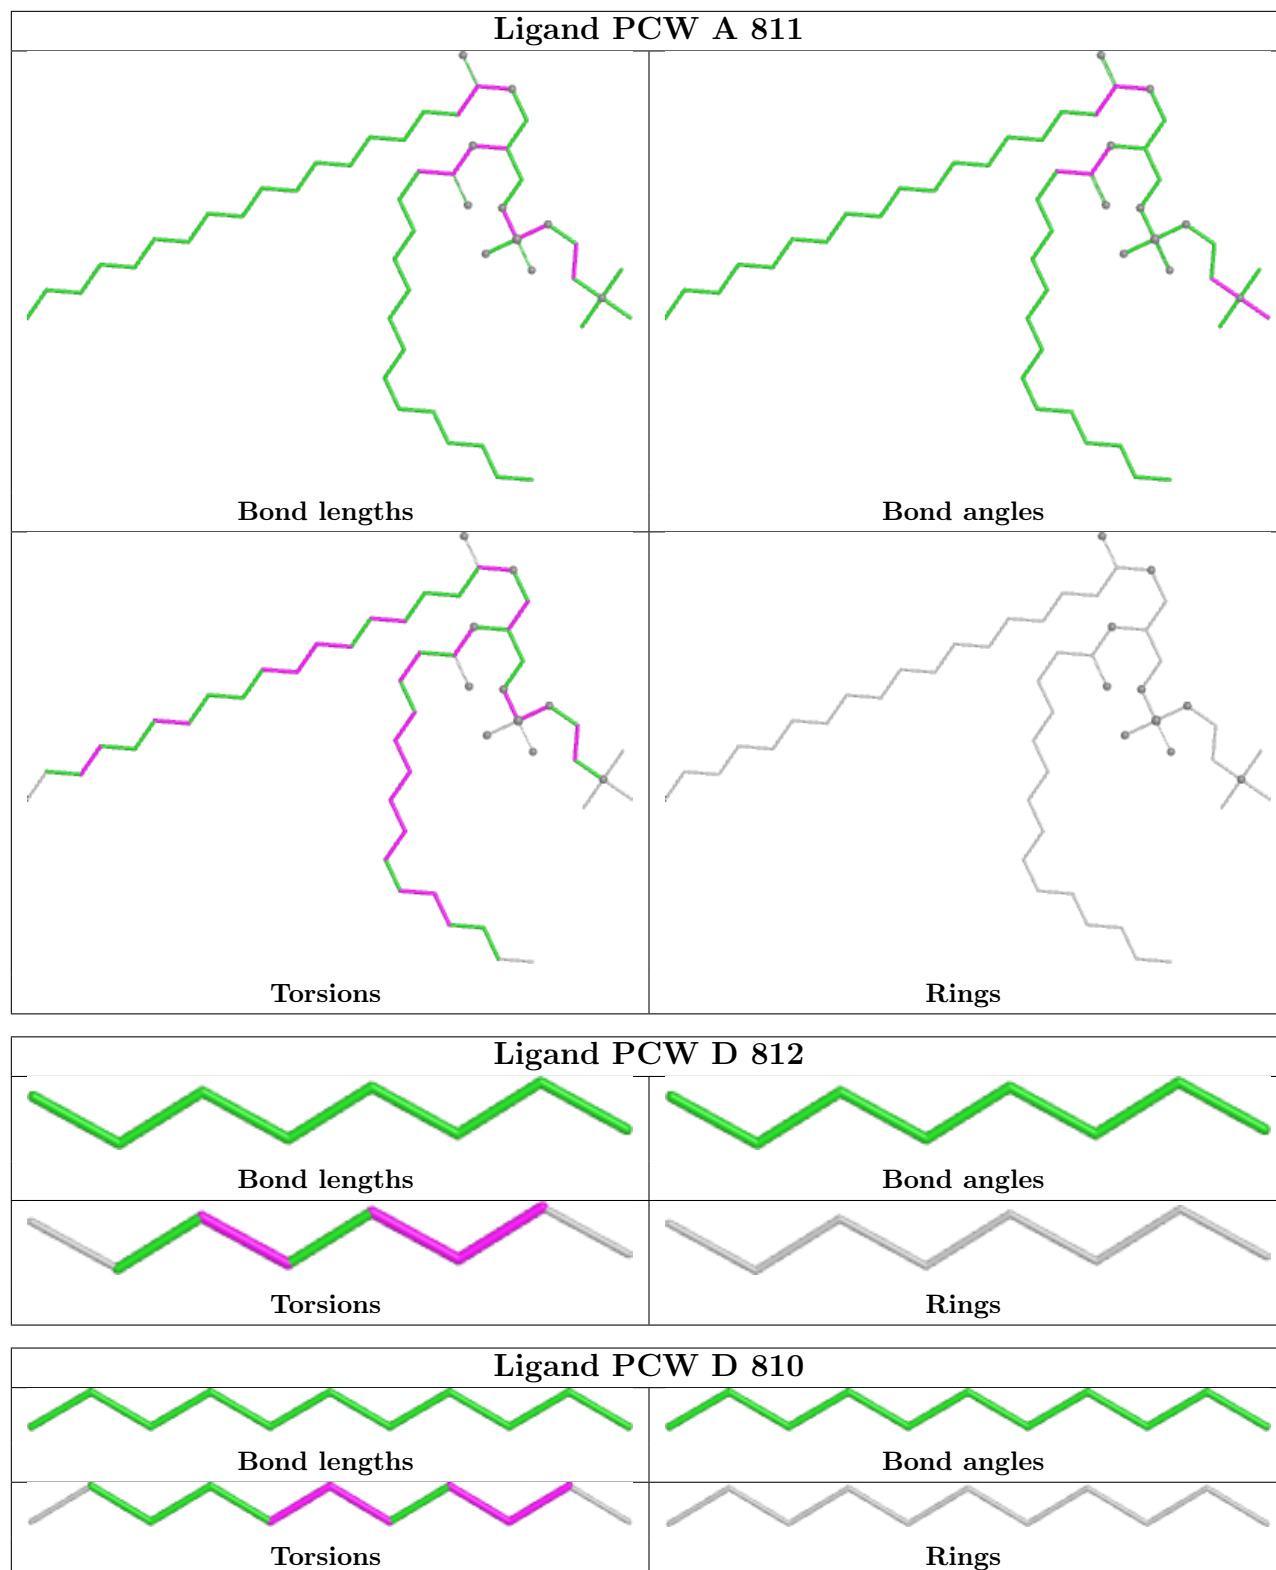 Ligand PCW A 811
Bond lengths
Bond angles
Torsions
Rings
Ligand PCW D 812
Bond lengths
Bond angles
Torsions
Rings
Ligand PCW D 810
Bond lengths
Bond angles
Torsions
Rings